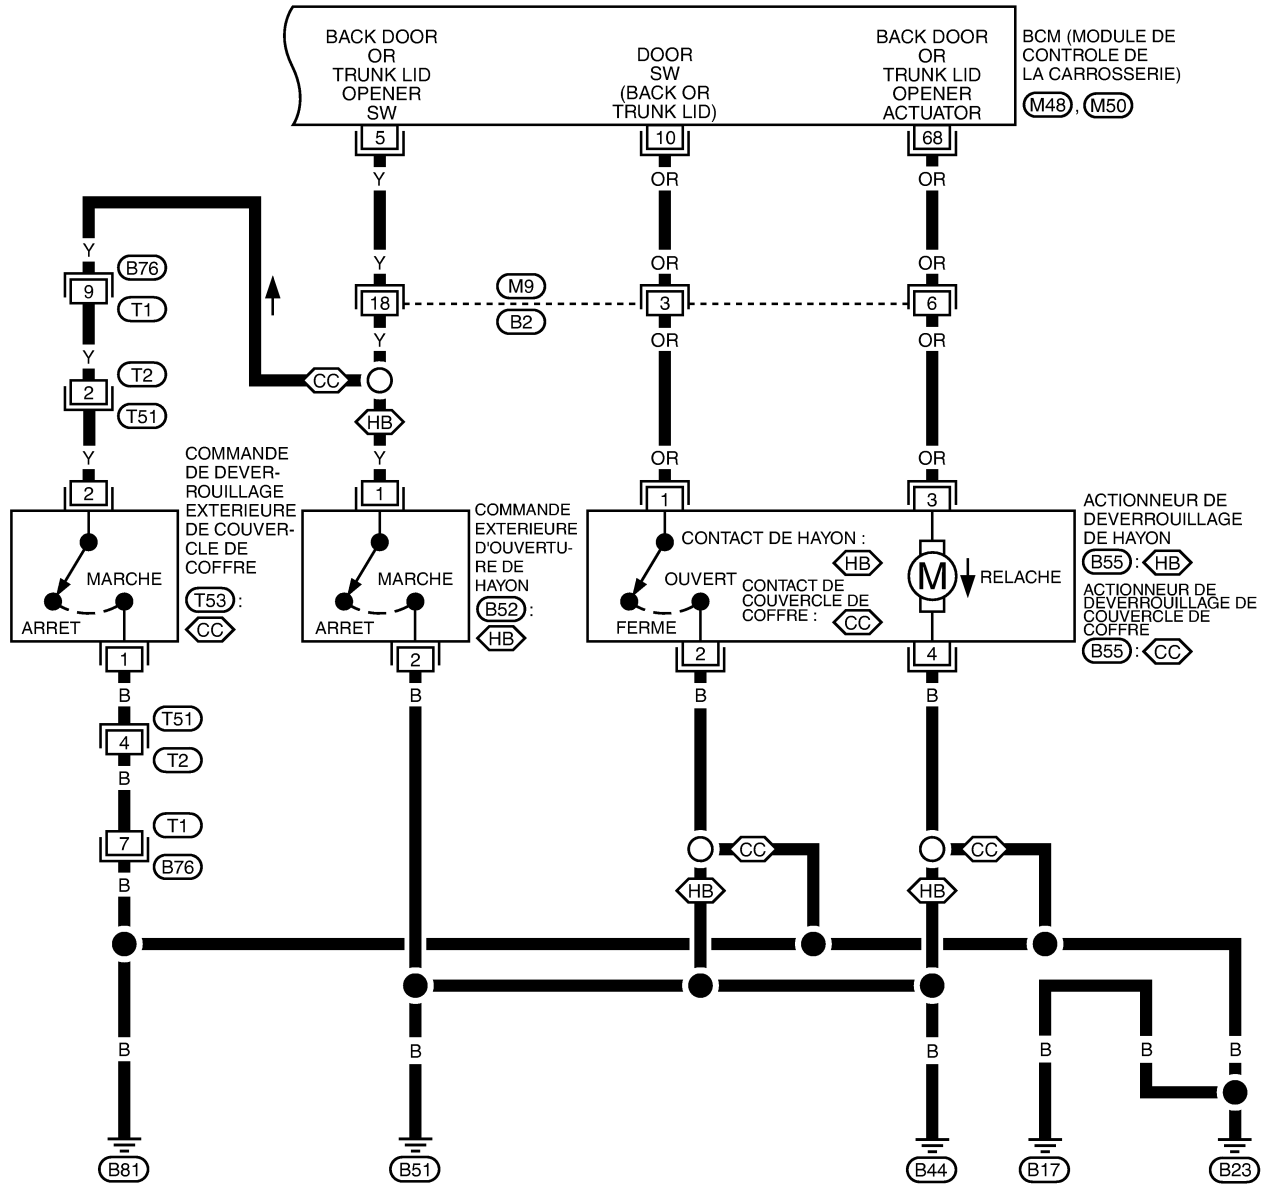 BACK DOOR
OR
TRUNK LID
OPENER
SW
DOOR
SW
(BACK OR
TRUNK LID)
BACK DOOR
OR
TRUNK LID
OPENER
ACTUATOR
BCM (MODULE DE
CONTROLE DE
LA CARROSSERIE)
M48 , M50
5
10
68
Y
OR
OR
Y
Y
OR
OR
B76
9
T1
M9
18
3
6
B2
Y
OR
OR
Y
T2
2
T51
CC
HB
Y
Y
OR
OR
COMMANDE
DE DEVER-
ROUILLAGE
EXTERIEURE
DE COUVER-
CLE DE
COFFRE
T53 :
CC
2
1
1
3
COMMANDE
EXTERIEURE
D'OUVERTU-
RE DE
HAYON
B52 :
HB
ACTIONNEUR DE
DEVERROUILLAGE
DE HAYON
B55 : HB
ACTIONNEUR DE
DEVERROUILLAGE DE
COUVERCLE DE
COFFRE
B55 : CC
MARCHE
ARRET
MARCHE
ARRET
CONTACT DE HAYON :
HB
OUVERT
FERME
CONTACT DE
COUVERCLE DE
COFFRE : CC
M
RELACHE
1
2
2
4
B
B
B
B
T51
4
T2
B
T1
7
B76
B
CC
HB
CC
HB
B
B
B
B
B
B
B81
B51
B44
B17
B23